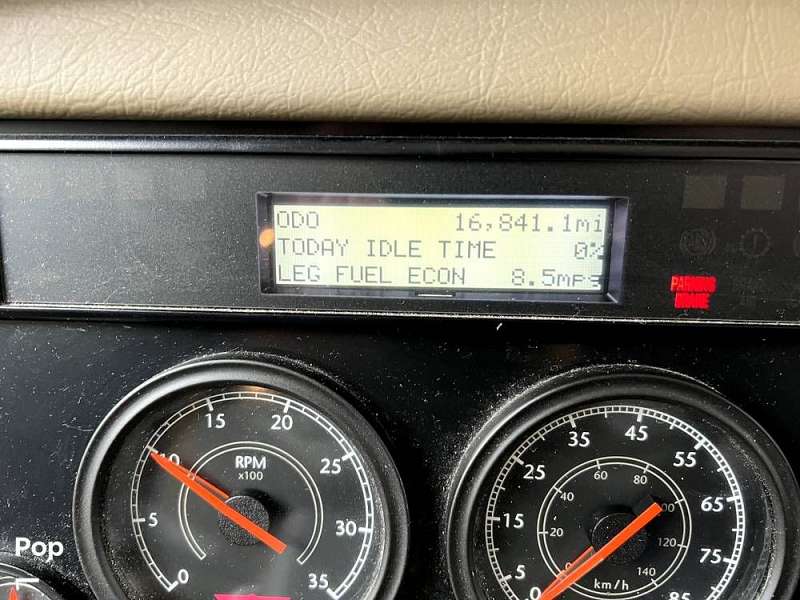 ODO 16,841.1mi
TODAY IDLE TIME 0%
LEG FUEL ECON 8.5mpg
PARKING
BRAKE
15 20
10 25
RPM
x100
5 30
0 35
Pop
45
35 55
25 65
15 75
5 85
0
60 80
40 100
20 120
140
km/h